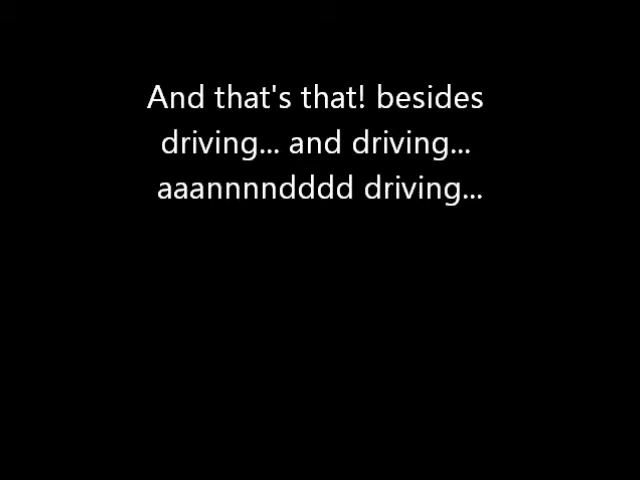 And that's that! besides
driving... and driving...
aaannnndddd driving...